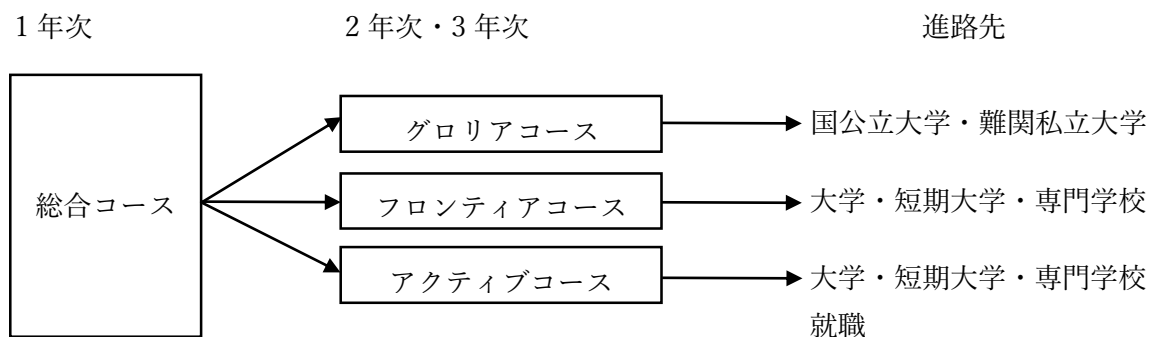 1年次 2年次・3年次 進路先
グロリアコース 国公立大学・難関私立大学
総合コース フロンティアコース 大学・短期大学・専門学校
アクティブコース 大学・短期大学・専門学校
就職